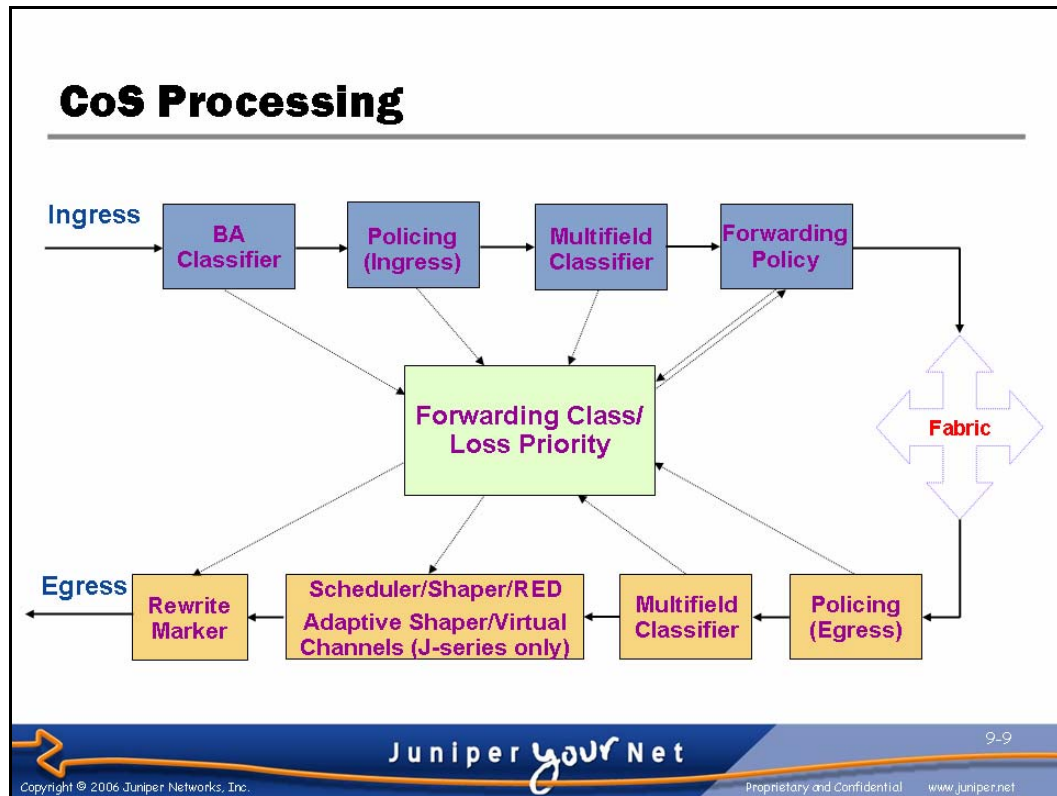 CoS Processing
Ingress
BA
Classifier
Policing
(Ingress)
Multifield
Classifier
Forwarding
Policy
Forwarding Class/
Loss Priority
Fabric
Egress
Rewrite
Marker
Scheduler/Shaper/RED
Adaptive Shaper/Virtual
Channels (J-series only)
Multifield
Classifier
Policing
(Egress)
9-9
Juniper your Net
Copyright © 2006 Juniper Networks, Inc.
Proprietary and Confidential
www.juniper.net